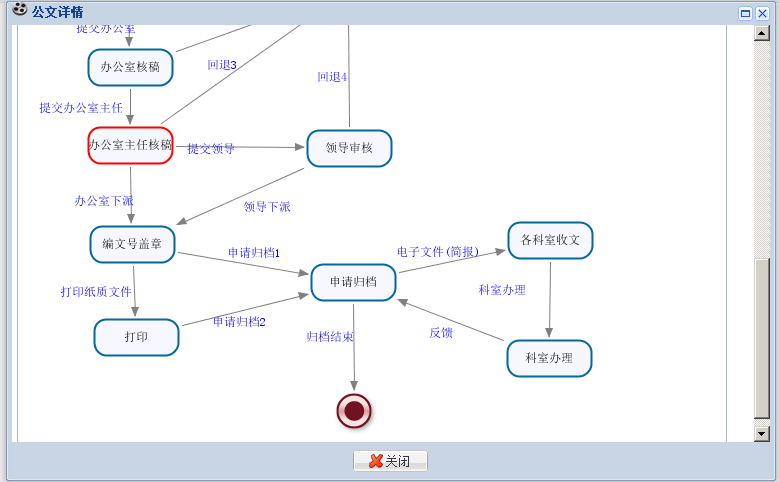 公文详情
提交办公室
办公室核稿
回退3
回退4
提交办公室主任
办公室主任核稿
提交领导
领导审核
办公室下派
领导下派
编文号盖章
申请归档1
电子文件(简报)
各科室收文
申请归档
打印纸质文件
科室办理
申请归档2
打印
归档结束
反馈
科室办理
关闭